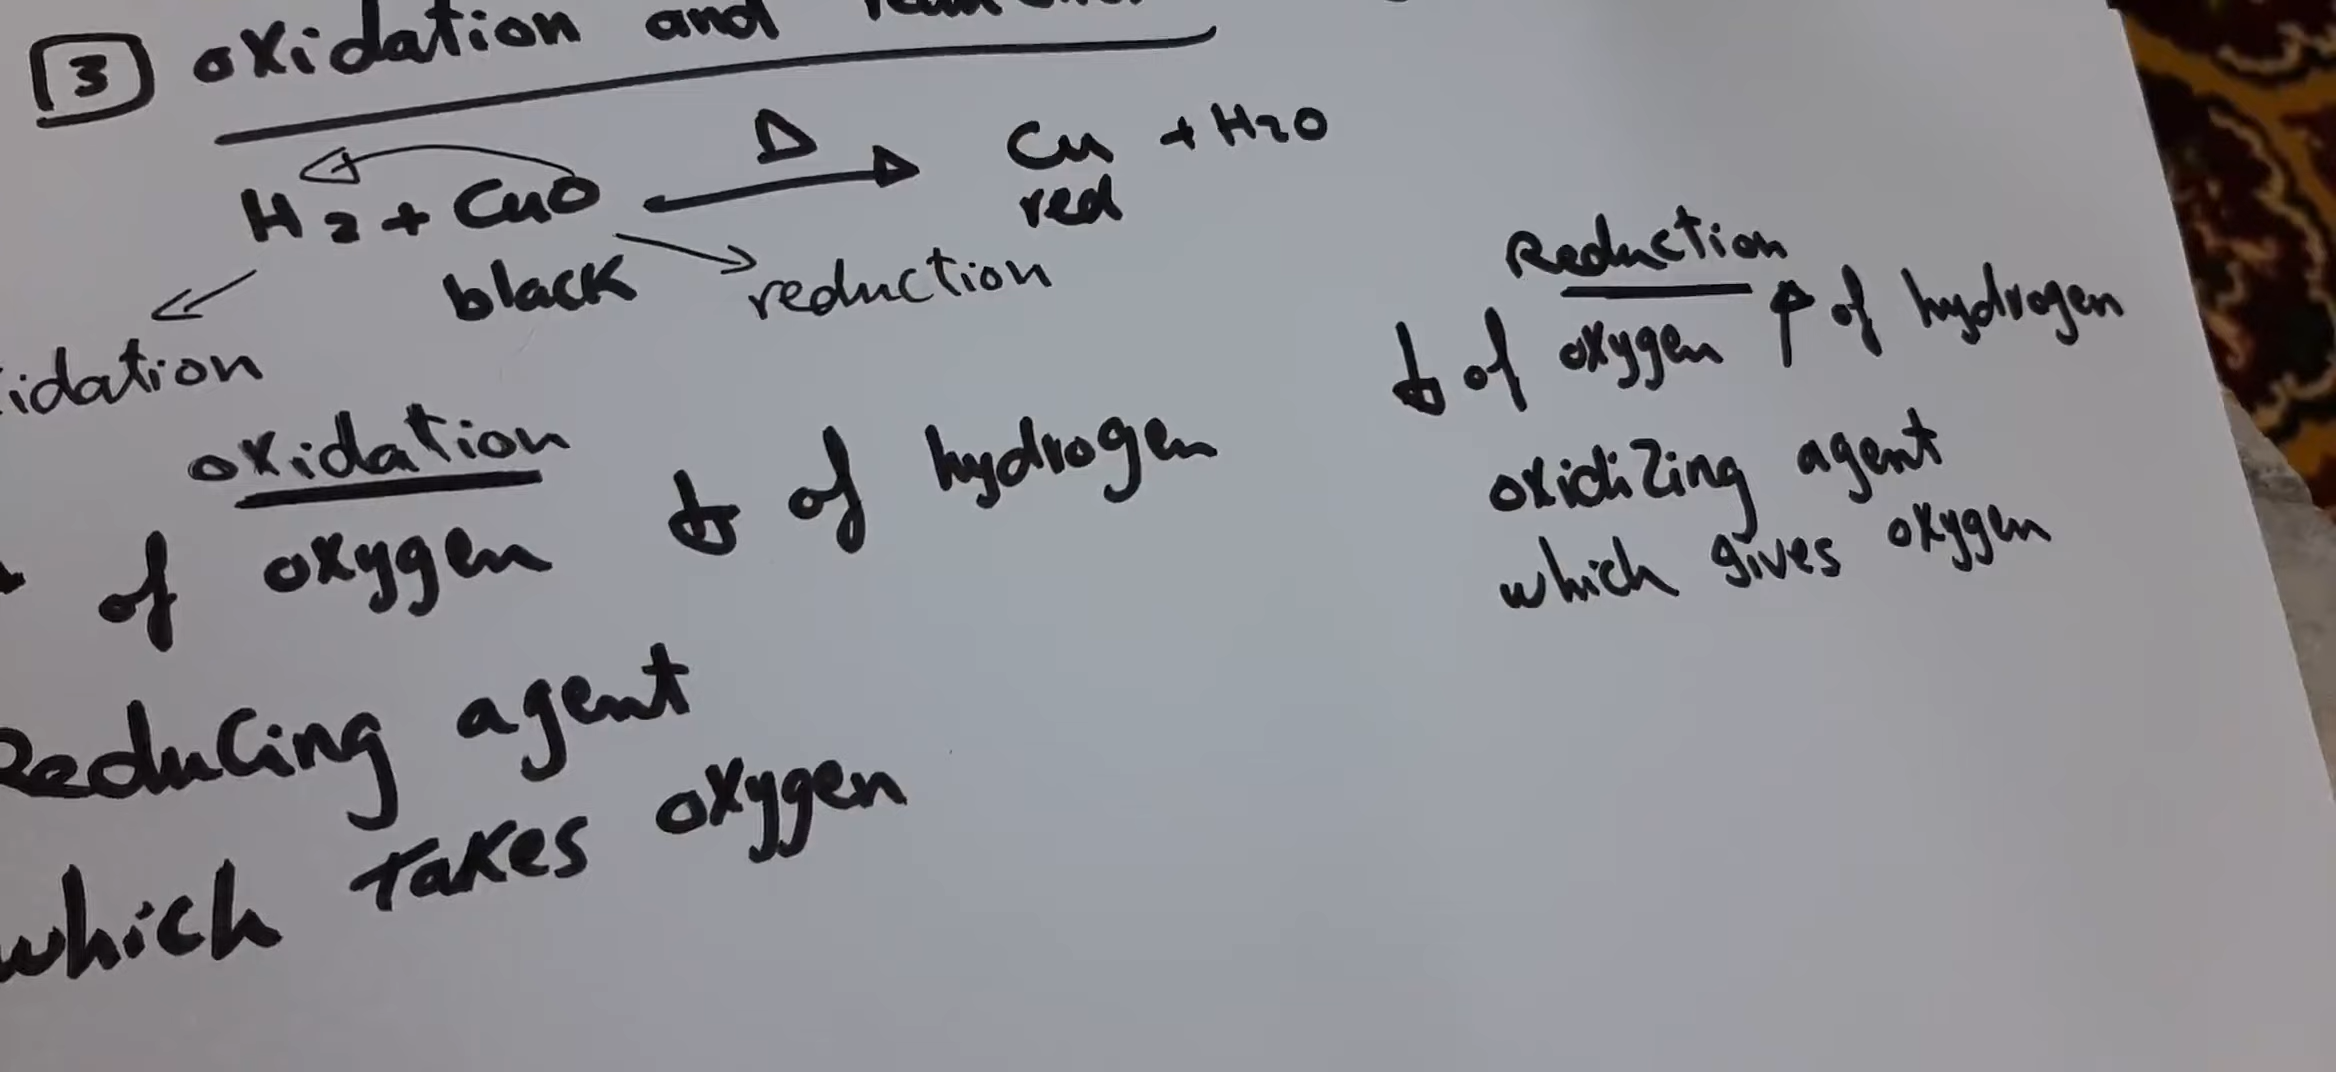 3 oxidation and
H2 + CuO Δ Cu + H2O
black red
reduction
idation
oxidation
of oxygen ↓ of hydrogen
Reducing agent
which takes oxygen
Reduction
↓ of oxygen ↑ of hydrogen
oxidizing agent
which gives oxygen